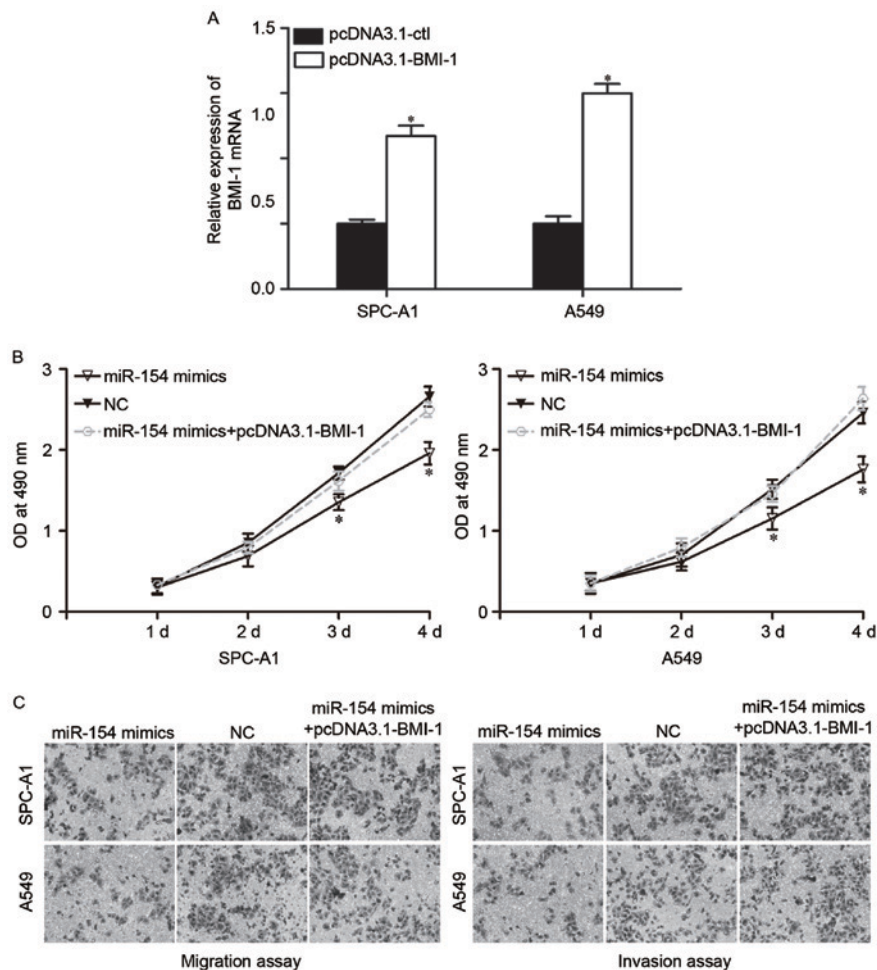 A
Relative expression of
BMI-1 mRNA
1.5
1.0
0.5
0.0
pcDNA3.1-ctl
pcDNA3.1-BMI-1
*
*
SPC-A1
A549
B
OD at 490 nm
3
2
1
0
miR-154 mimics
NC
miR-154 mimics+pcDNA3.1-BMI-1
*
*
1 d
2 d
3 d
4 d
SPC-A1
OD at 490 nm
3
2
1
0
miR-154 mimics
NC
miR-154 mimics+pcDNA3.1-BMI-1
*
*
1 d
2 d
3 d
4 d
A549
C
miR-154 mimics
NC
miR-154 mimics
+pcDNA3.1-BMI-1
SPC-A1
A549
Migration assay
miR-154 mimics
NC
miR-154 mimics
+pcDNA3.1-BMI-1
SPC-A1
A549
Invasion assay